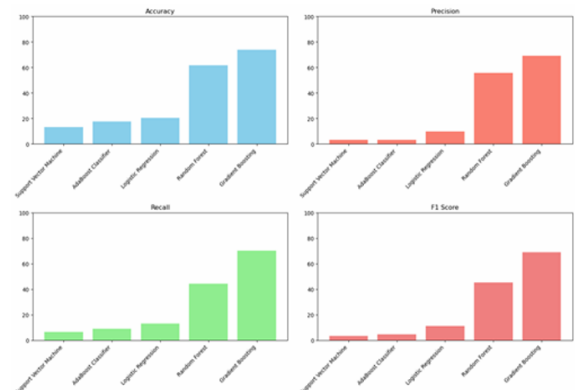 Accuracy
100
80
60
40
20
0
Support Vector Machine
AdaBoost Classifier
Logistic Regression
Random Forest
Gradient Boosting
Precision
100
80
60
40
20
0
Support Vector Machine
AdaBoost Classifier
Logistic Regression
Random Forest
Gradient Boosting
Recall
100
80
60
40
20
0
Support Vector Machine
AdaBoost Classifier
Logistic Regression
Random Forest
Gradient Boosting
F1 Score
100
80
60
40
20
0
Support Vector Machine
AdaBoost Classifier
Logistic Regression
Random Forest
Gradient Boosting